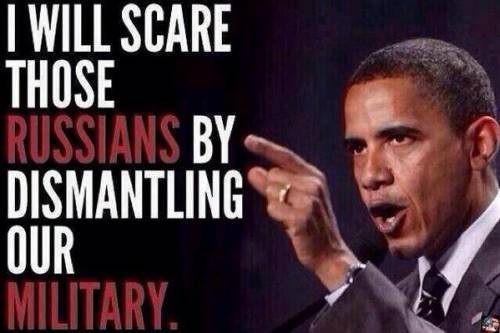 I WILL SCARE
THOSE
RUSSIANS BY
DISMANTLING
OUR
MILITARY.